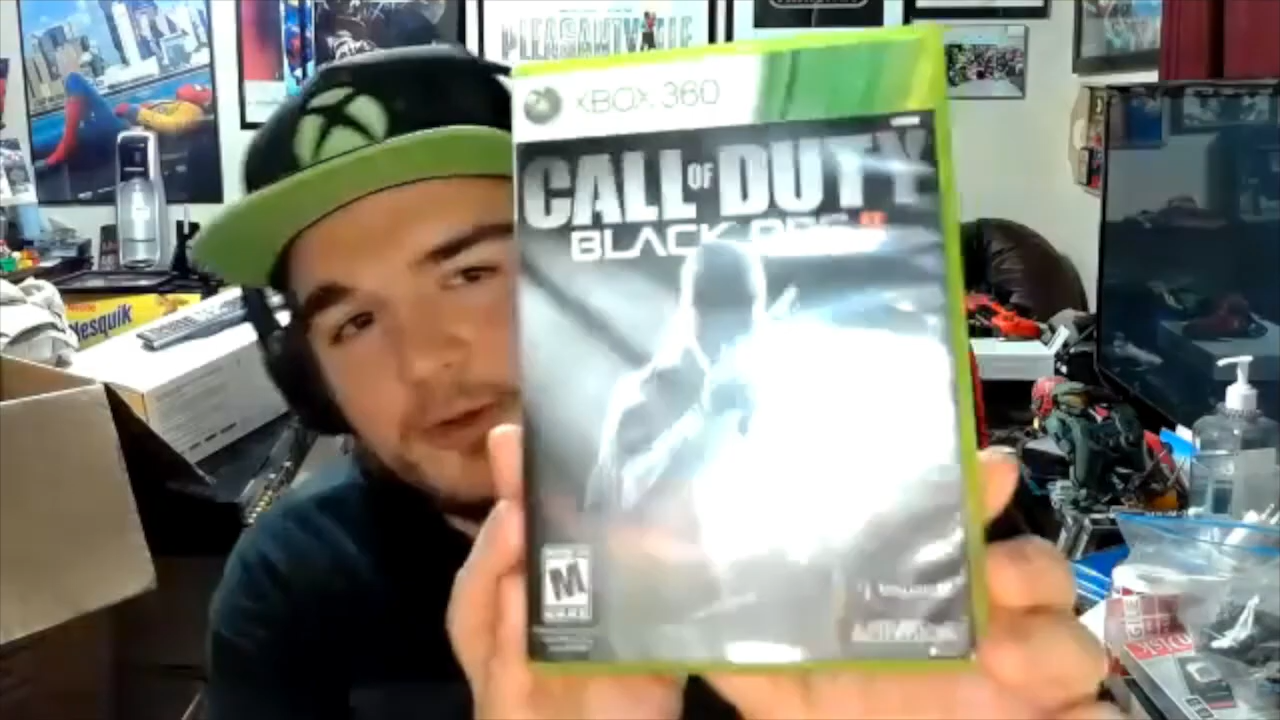 PLEASANTVILLE
XBOX 360
CALL OF DUTY
BLACK OPS II
Nesquik
M
ACTIVISION